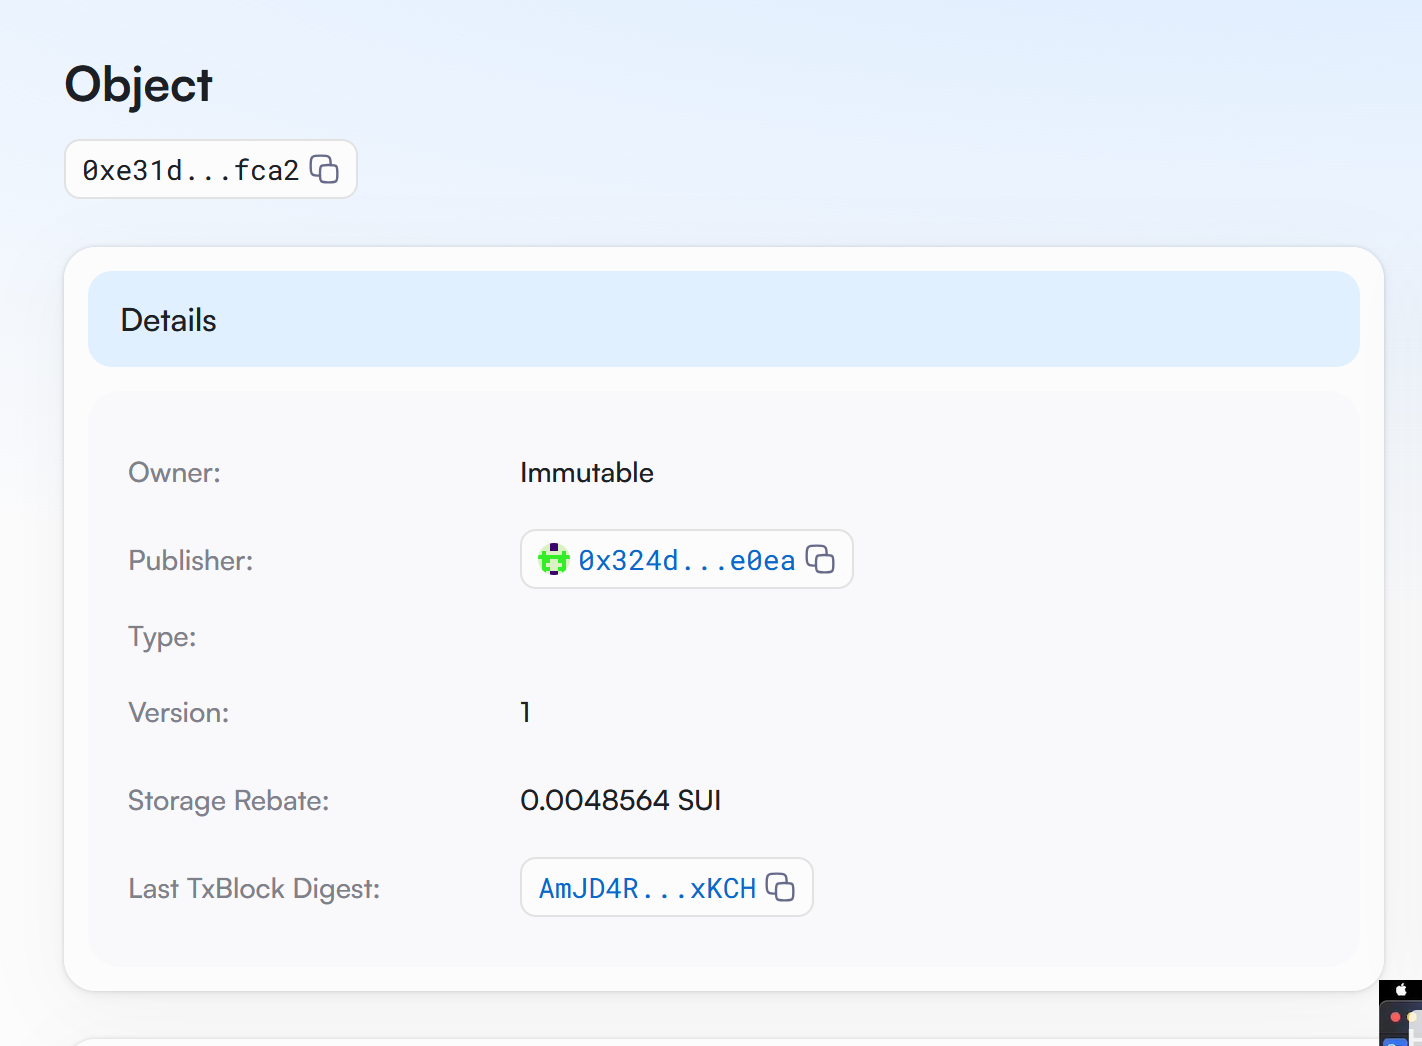 Object
0xe31d...fca2
Details
Owner: Immutable
Publisher: 0x324d...e0ea
Type:
Version: 1
Storage Rebate: 0.0048564 SUI
Last TxBlock Digest: AmJD4R...xKCH